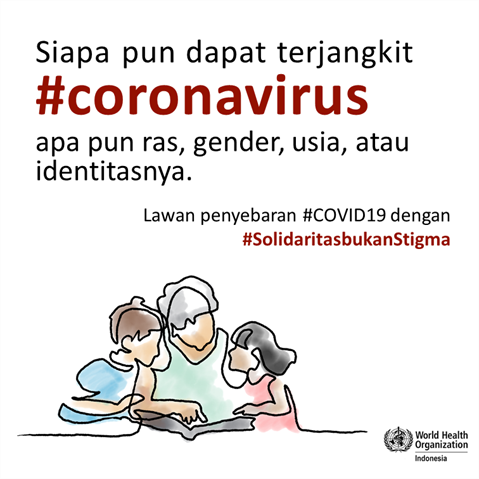 Siapa pun dapat terjangkit
#coronavirus
apa pun ras, gender, usia, atau
identitasnya.
Lawan penyebaran #COVID19 dengan
#SolidaritasbukanStigma
World Health
Organization
Indonesia